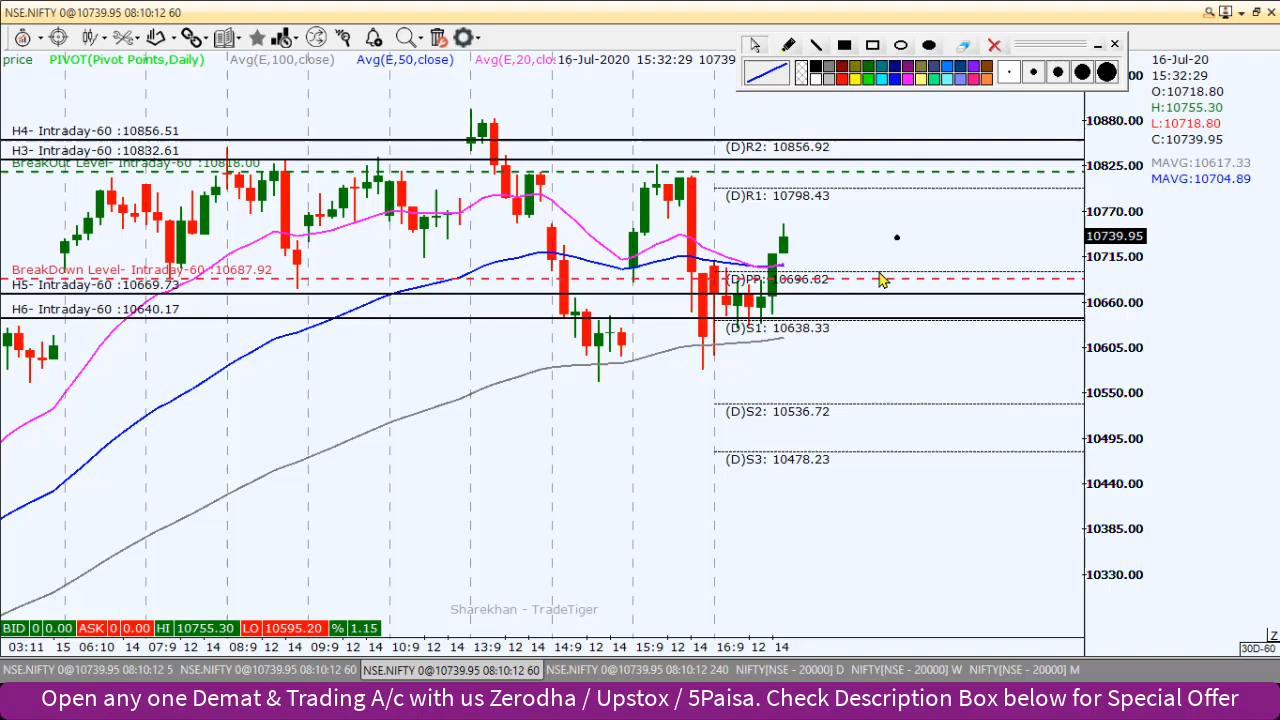 NSE.NIFTY 0@10739.95 08:10:12 60
price PIVOT(Pivot Points,Daily) Avg(E,100,close) Avg(E,50,close) Avg(E,20,clo: 16-Jul-2020 15:32:29 10739
16-Jul-20
15:32:29
O:10718.80
H:10755.30
L:10718.80
C:10739.95
MAVG:10617.33
MAVG:10704.89
H4- Intraday-60 :10856.51
H3- Intraday-60 :10832.61
BreakOut Level- Intraday-60 :10818.00
BreakDown Level- Intraday-60 :10687.92
H5- Intraday-60 :10669.73
H6- Intraday-60 :10640.17
(D)R2: 10856.92
(D)R1: 10798.43
(D)PP: 10696.82
(D)S1: 10638.33
(D)S2: 10536.72
(D)S3: 10478.23
10880.00
10825.00
10770.00
10739.95
10715.00
10660.00
10605.00
10550.00
10495.00
10440.00
10385.00
10330.00
Sharekhan - TradeTiger
BID 0 0.00 ASK 0 0.00 HI 10755.30 LO 10595.20 % 1.15
03:11 15 06:10 14 07:9 12 14 08:9 12 14 09:9 12 14 10:9 12 14 13:9 12 14 14:9 12 14 15:9 12 14 16:9 12 14
Z
30D-60
NSE.NIFTY 0@10739.95 08:10:12 5 NSE.NIFTY 0@10739.95 08:10:12 60 NSE.NIFTY 0@10739.95 08:10:12 60 NSE.NIFTY 0@10739.95 08:10:12 240 NIFTY[NSE - 20000] D NIFTY[NSE - 20000] W NIFTY[NSE - 20000] M
Open any one Demat & Trading A/c with us Zerodha / Upstox / 5Paisa. Check Description Box below for Special Offer